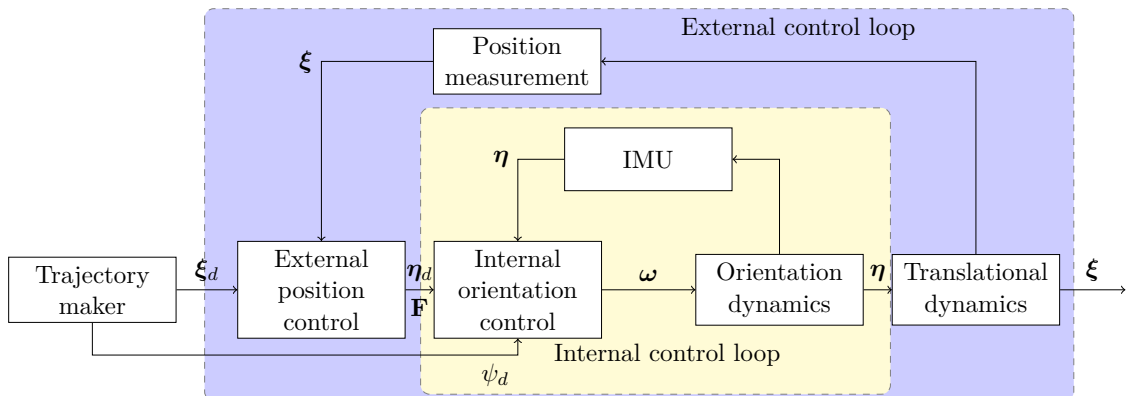 External control loop
Position
measurement
ξ
IMU
η
Trajectory
maker
ξd
External
position
control
ηd
F
Internal
orientation
control
ω
Orientation
dynamics
η
Translational
dynamics
ξ
Internal control loop
ψd